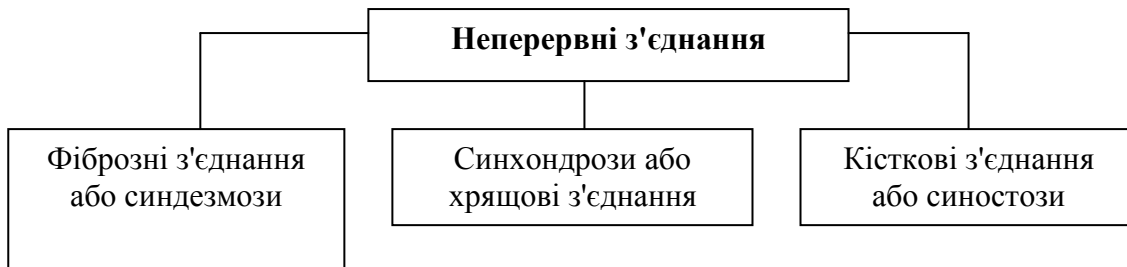 Неперервні з'єднання
Фіброзні з'єднання
або синдезмози
Синхондрози або
хрящові з'єднання
Кісткові з'єднання
або синостози